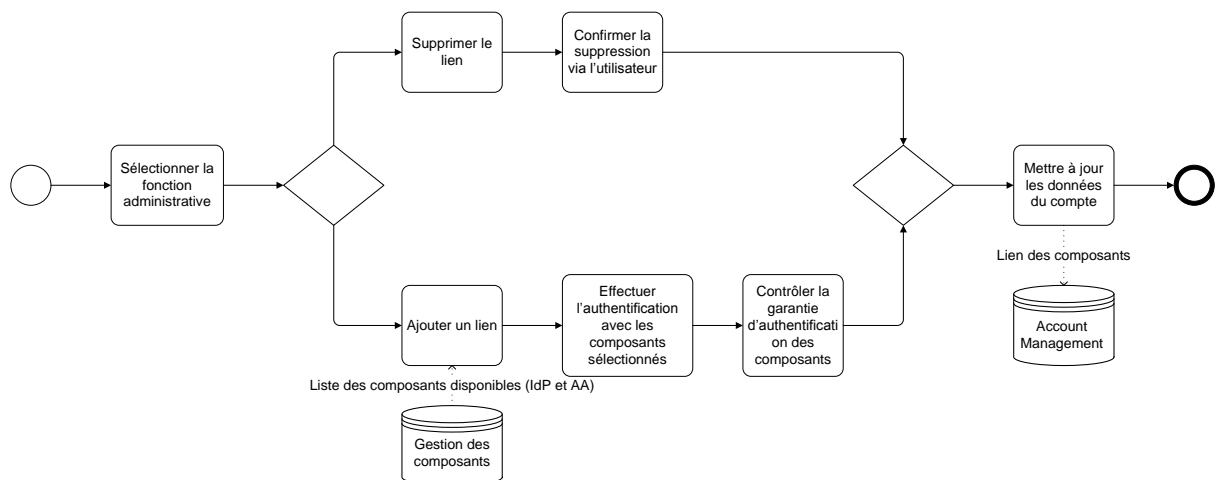 Supprimer le
lien
Confirmer la
suppression
via l’utilisateur
Sélectionner la
fonction
administrative
Mettre à jour
les données
du compte
Lien des composants
Account
Management
Ajouter un lien
Effectuer
l’authentification
avec les
composants
sélectionnés
Contrôler la
garantie
d’authentificati
on des
composants
Liste des composants disponibles (IdP et AA)
Gestion des
composants